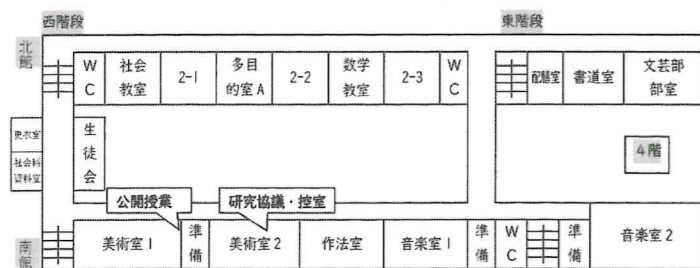 西階段
東階段
北館
WC
社会教室
2-1
多目的室A
2-2
数学教室
2-3
WC
配膳室
書道室
文芸部部室
更衣室
社会科資料室
生徒会
4階
公開授業
研究協議・控室
南館
美術室1
準備
美術室2
作法室
音楽室1
準備
WC
準備
音楽室2